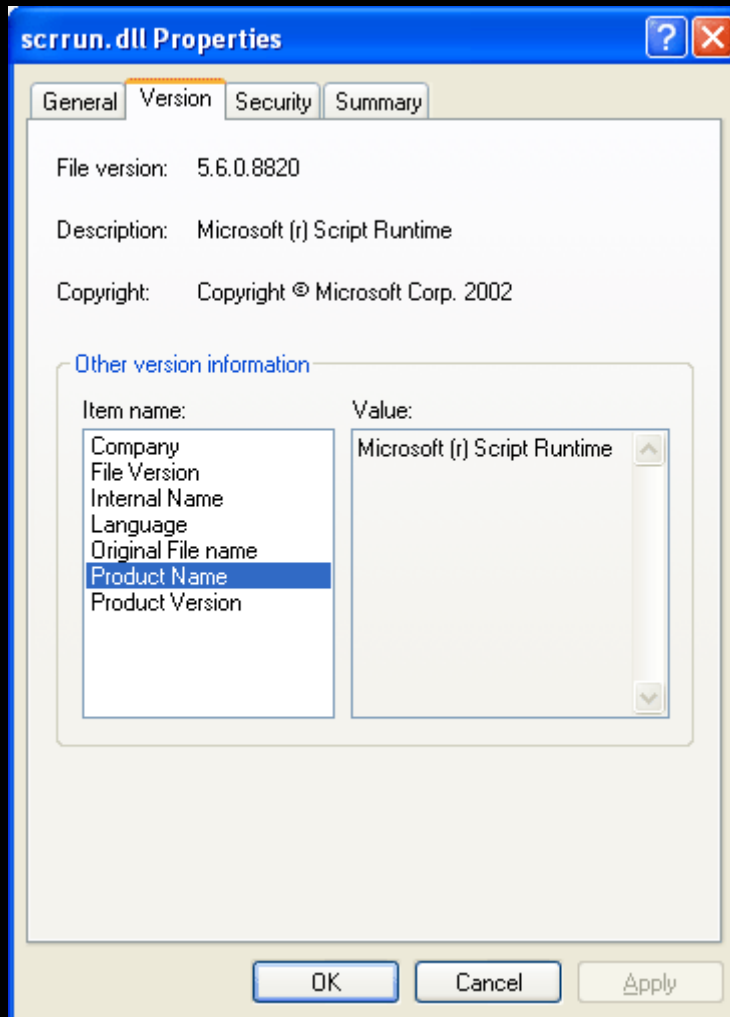 scrrun.dll Properties
General Version Security Summary
File version: 5.6.0.8820
Description: Microsoft (r) Script Runtime
Copyright: Copyright © Microsoft Corp. 2002
Other version information
Item name: Value:
Company Microsoft (r) Script Runtime
File Version
Internal Name
Language
Original File name
Product Name
Product Version
OK Cancel Apply